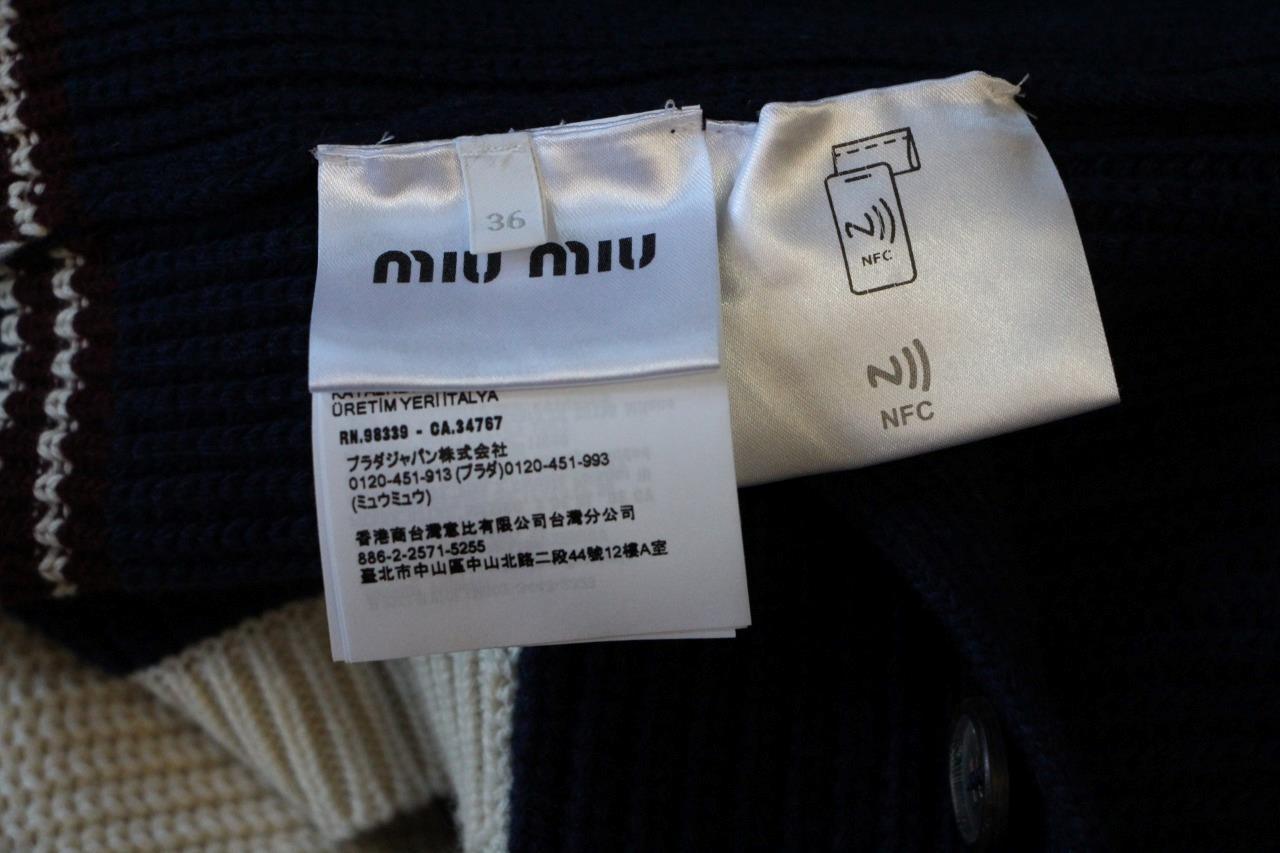 36
miu miu
ÜRETİM YERİ İTALYA
RN.98339 - CA.34767
プラダジャパン株式会社
0120-451-913 (プラダ)0120-451-993
(ミュウミュウ)
香港商台灣意比有限公司台灣分公司
886-2-2571-5255
臺北市中山區中山北路二段44號12樓A室
NFC
NFC